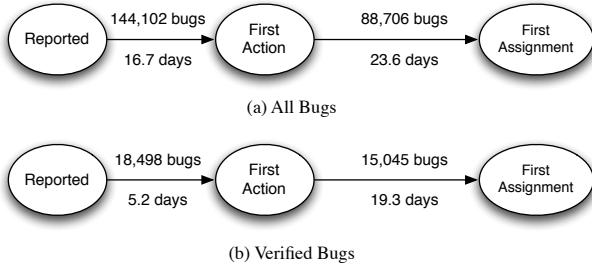 144,102 bugs
88,706 bugs
Reported
First
Action
First
Assignment
16.7 days
23.6 days
(a) All Bugs
18,498 bugs
15,045 bugs
Reported
First
Action
First
Assignment
5.2 days
19.3 days
(b) Verified Bugs